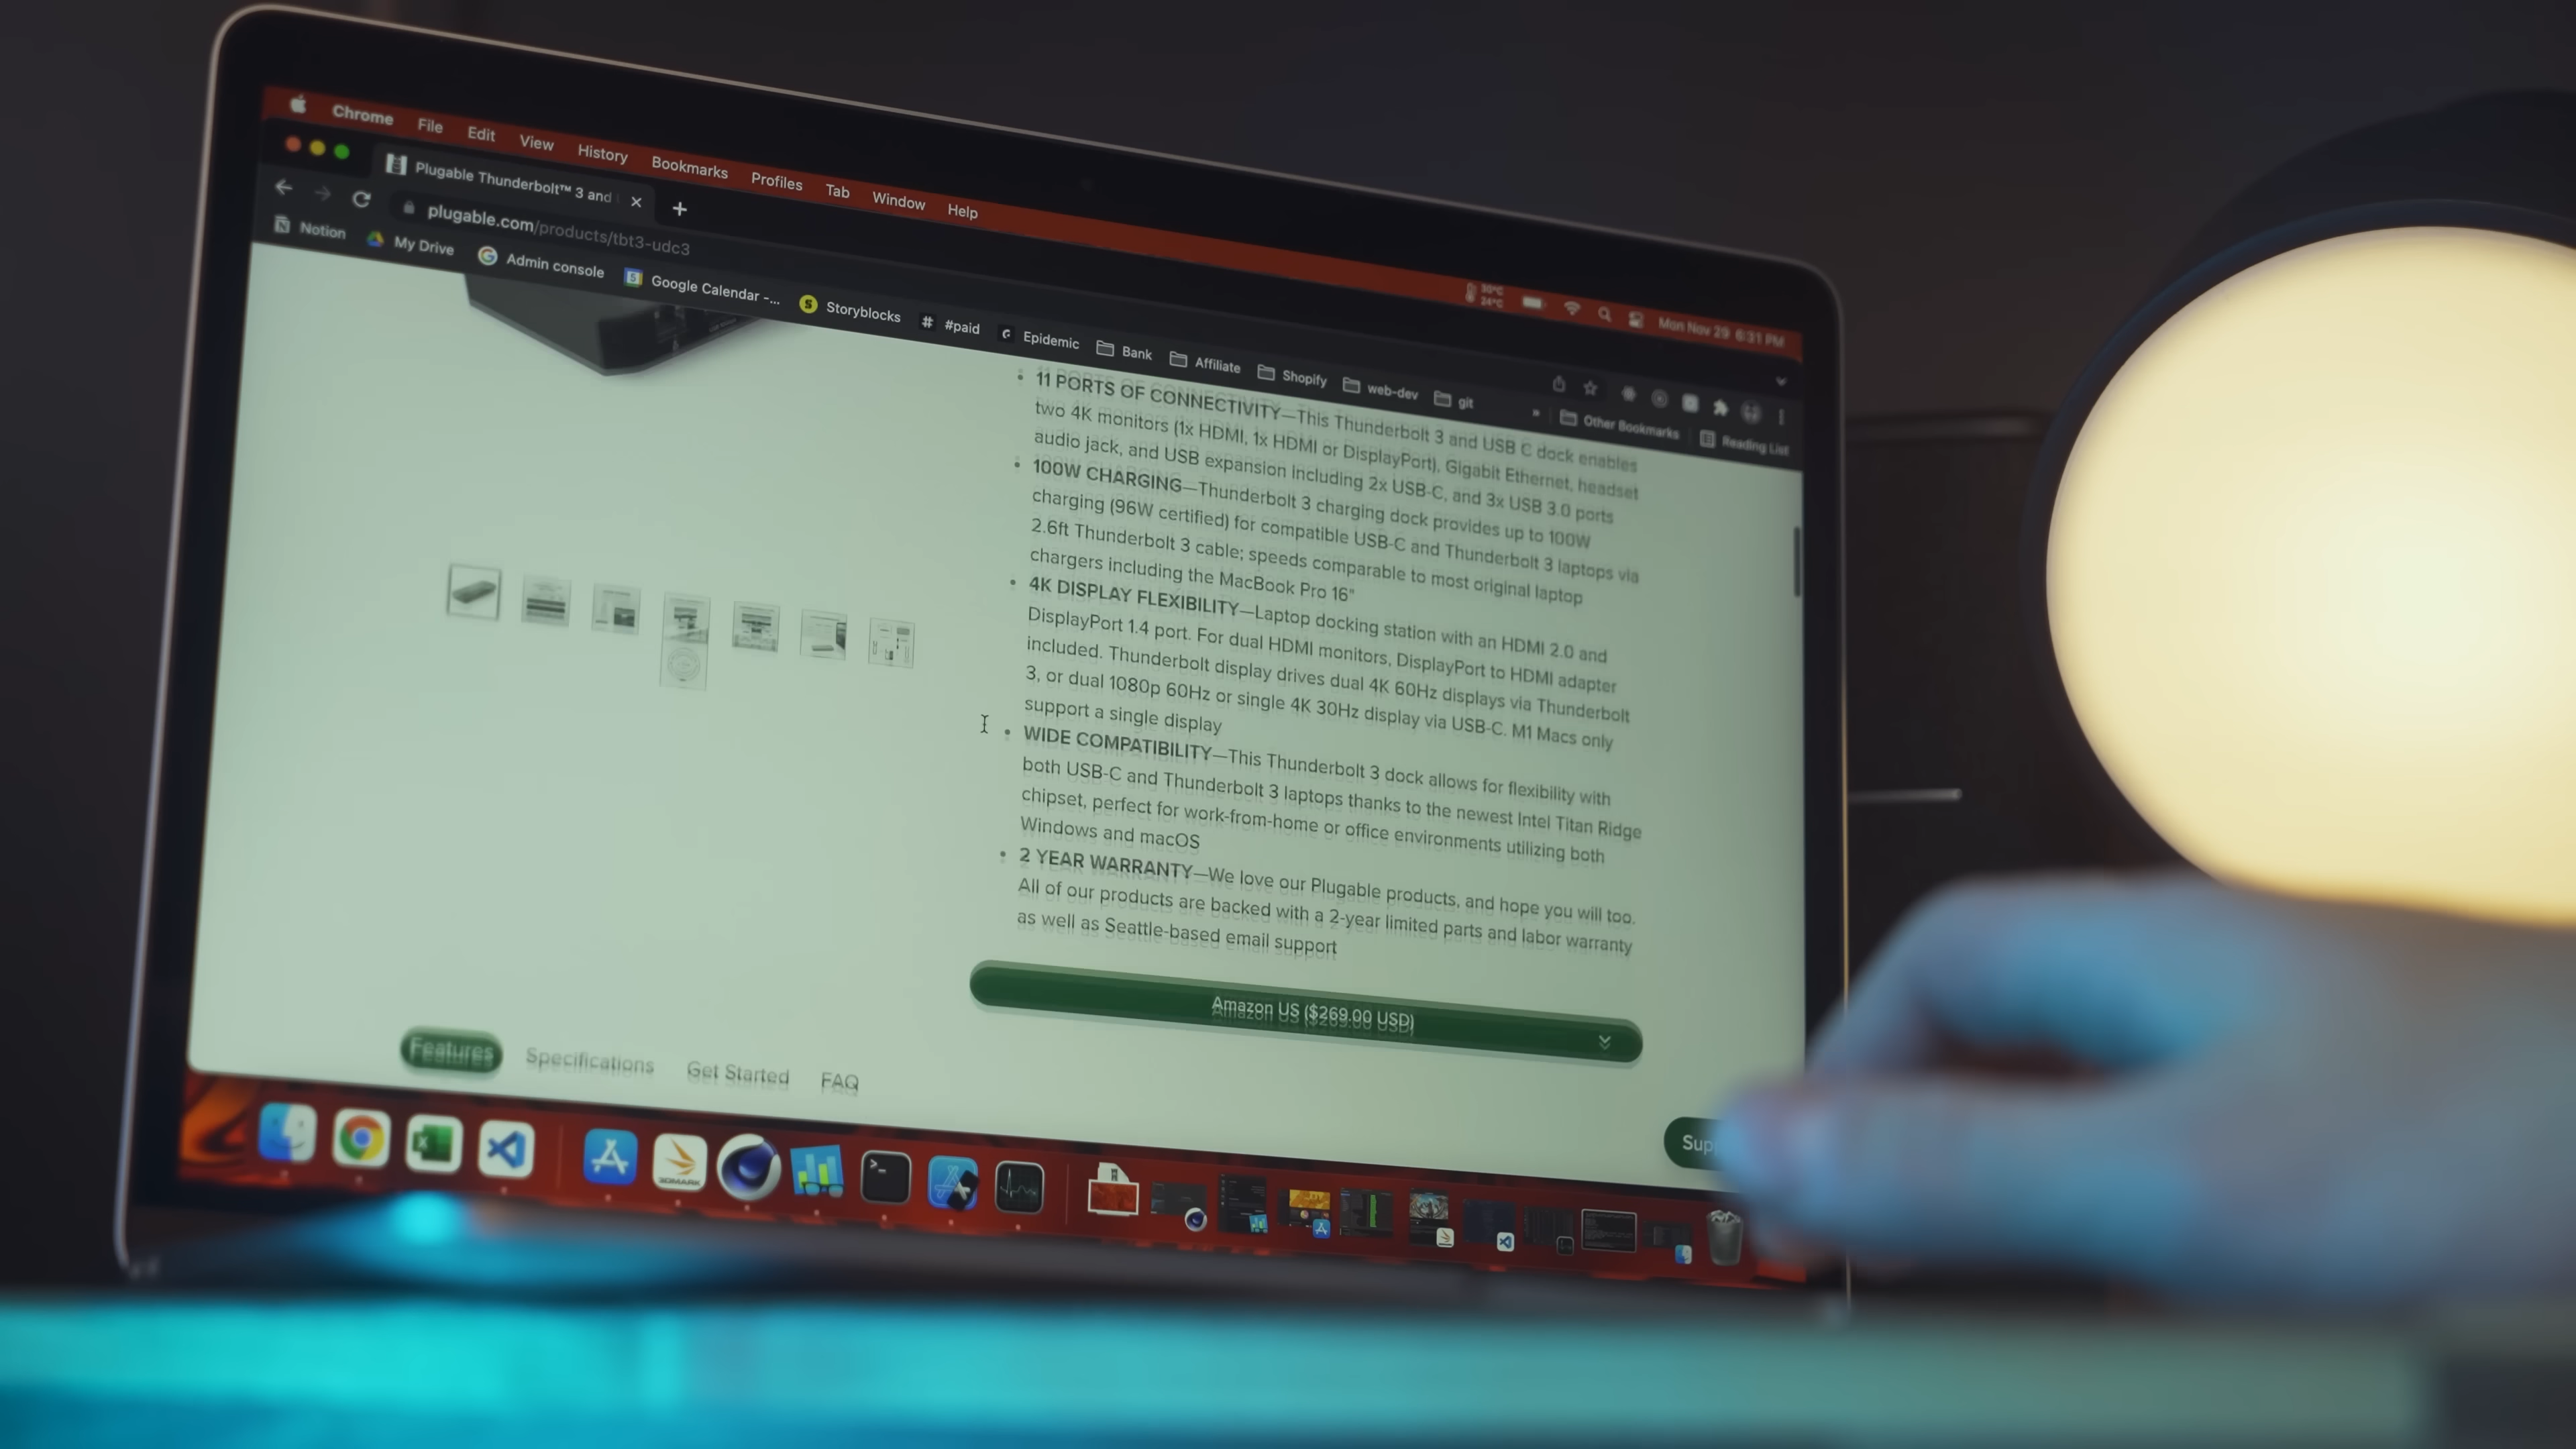 Chrome File Edit View History Bookmarks Profiles Tab Window Help
30°C
24°C
Mon Nov 29 6:31 PM
Plugable Thunderbolt™ 3 and
plugable.com/products/tbt3-udc3
Notion My Drive Admin console Google Calendar -... Storyblocks #paid Epidemic Bank Affiliate Shopify web-dev git » Other Bookmarks Reading List
• 11 PORTS OF CONNECTIVITY—This Thunderbolt 3 and USB C dock enables
two 4K monitors (1x HDMI, 1x HDMI or DisplayPort), Gigabit Ethernet, headset
audio jack, and USB expansion including 2x USB-C, and 3x USB 3.0 ports
• 100W CHARGING—Thunderbolt 3 charging dock provides up to 100W
charging (96W certified) for compatible USB-C and Thunderbolt 3 laptops via
2.6ft Thunderbolt 3 cable; speeds comparable to most original laptop
chargers including the MacBook Pro 16"
• 4K DISPLAY FLEXIBILITY—Laptop docking station with an HDMI 2.0 and
DisplayPort 1.4 port. For dual HDMI monitors, DisplayPort to HDMI adapter
included. Thunderbolt display drives dual 4K 60Hz displays via Thunderbolt
3, or dual 1080p 60Hz or single 4K 30Hz display via USB-C. M1 Macs only
support a single display
• WIDE COMPATIBILITY—This Thunderbolt 3 dock allows for flexibility with
both USB-C and Thunderbolt 3 laptops thanks to the newest Intel Titan Ridge
chipset, perfect for work-from-home or office environments utilizing both
Windows and macOS
• 2 YEAR WARRANTY—We love our Plugable products, and hope you will too.
All of our products are backed with a 2-year limited parts and labor warranty
as well as Seattle-based email support
Amazon US ($269.00 USD)
Features Specifications Get Started FAQ
Sup
3DMARK